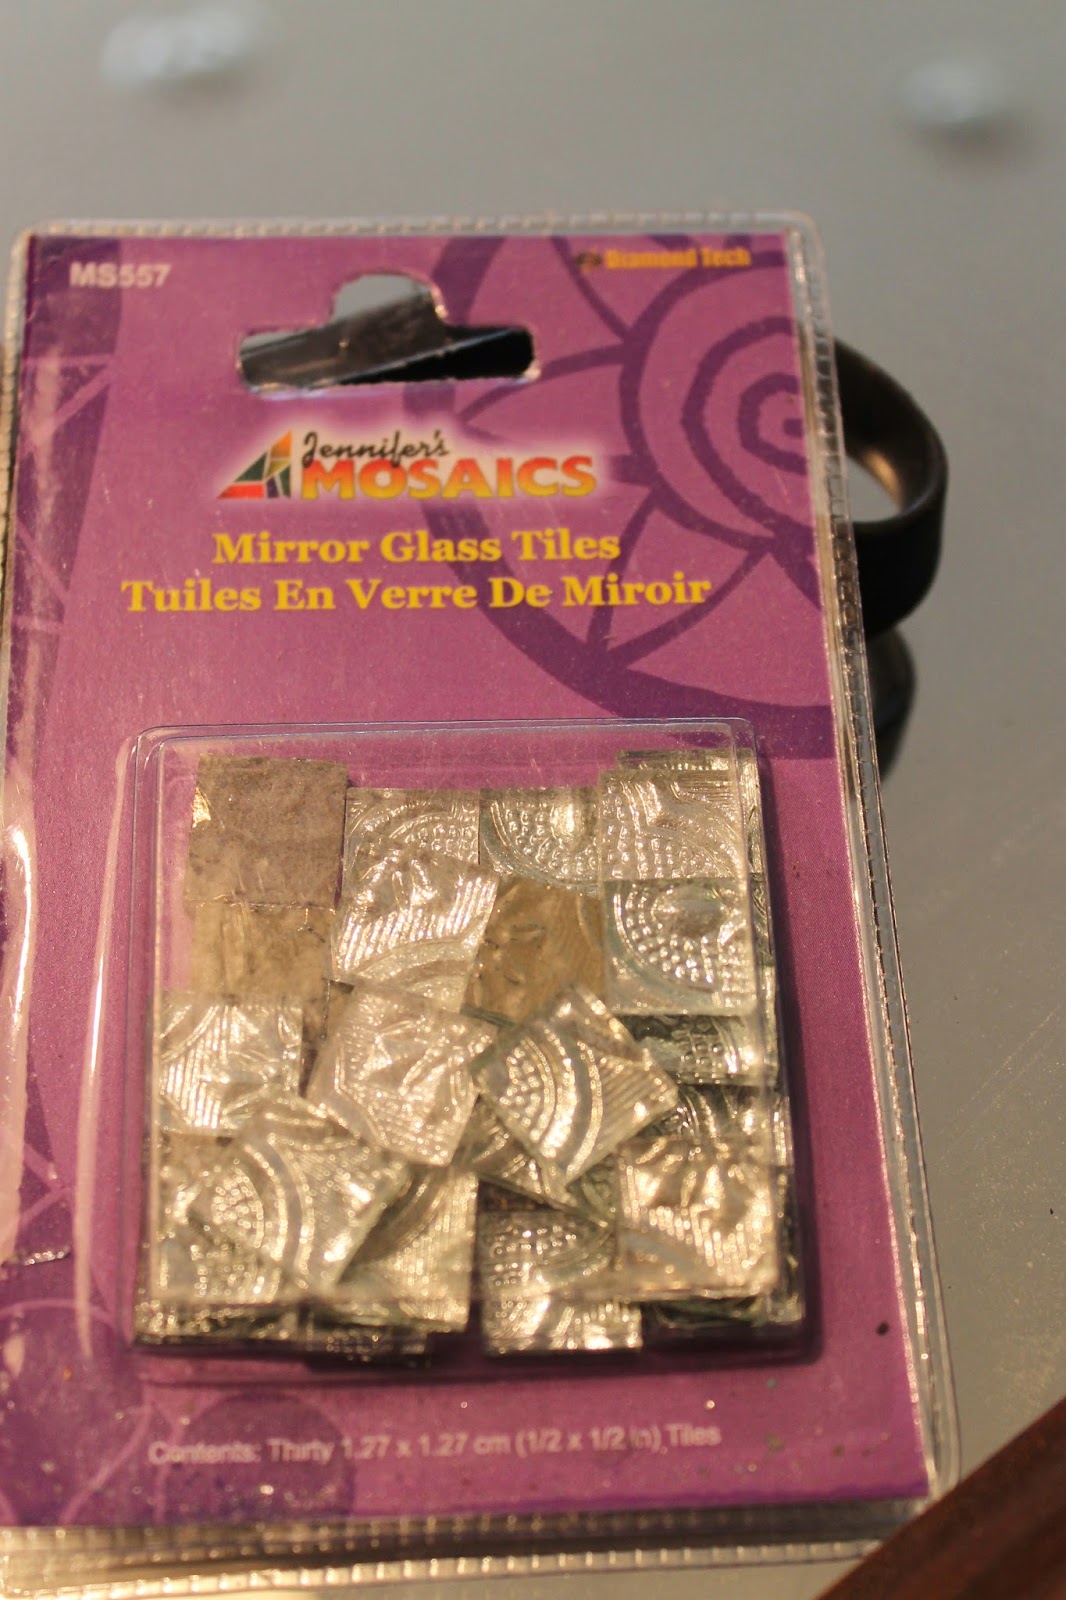 MS557
Diamond Tech
Jennifer's
MOSAICS
Mirror Glass Tiles
Tuiles En Verre De Miroir
Contents: Thirty 1.27 x 1.27 cm (1/2 x 1/2 in) Tiles